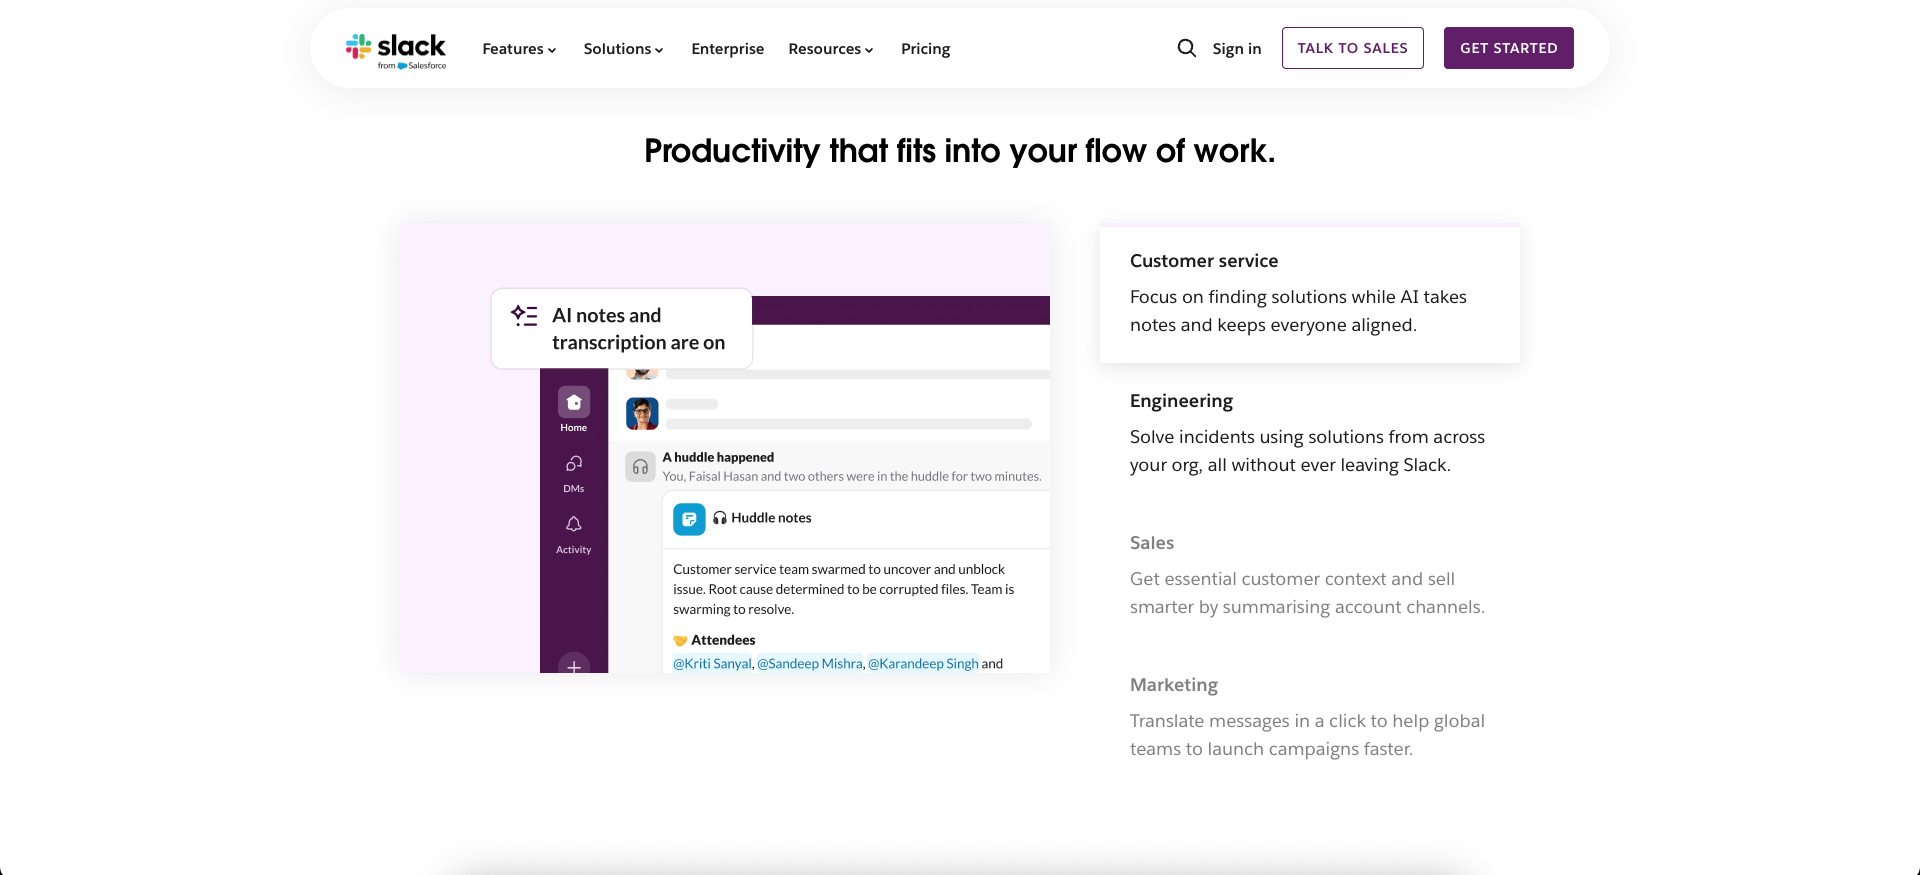 slack
from Salesforce
Features
Solutions
Enterprise
Resources
Pricing
Sign in
TALK TO SALES
GET STARTED
Productivity that fits into your flow of work.
AI notes and
transcription are on
Home
DMs
Activity
A huddle happened
You, Faisal Hasan and two others were in the huddle for two minutes.
Huddle notes
Customer service team swarmed to uncover and unblock
issue. Root cause determined to be corrupted files. Team is
swarming to resolve.
Attendees
@Kriti Sanyal, @Sandeep Mishra, @Karandeep Singh and
Customer service
Focus on finding solutions while AI takes
notes and keeps everyone aligned.
Engineering
Solve incidents using solutions from across
your org, all without ever leaving Slack.
Sales
Get essential customer context and sell
smarter by summarising account channels.
Marketing
Translate messages in a click to help global
teams to launch campaigns faster.